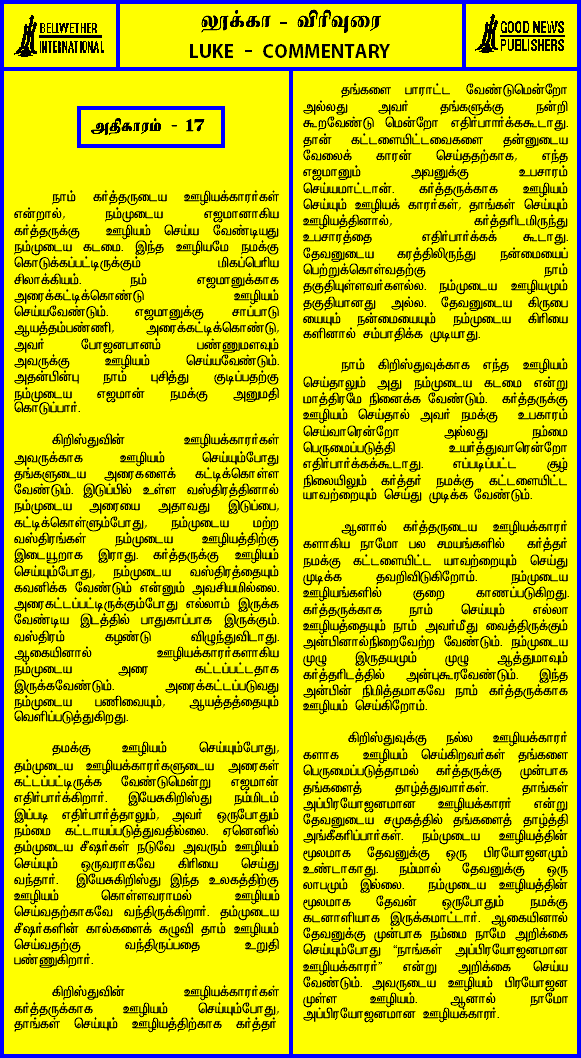 BELWETHER
INTERNATIONAL
லூக்கா - விரிவுரை
LUKE - COMMENTARY
GOOD NEWS
PUBLISHERS
அதிகாரம் - 17
நாம் கர்த்தருடைய ஊழியக்காரர்கள்
என்றால், நம்முடைய எஜமானாகிய
கர்த்தருக்கு ஊழியம் செய்ய வேண்டியது
நம்முடைய கடமை. இந்த ஊழியமே நமக்கு
கொடுக்கப்பட்டிருக்கும் மிகப்பெரிய
சிலாக்கியம். நம் எஜமானுக்காக
அரைக்கட்டிக்கொண்டு ஊழியம்
செய்யவேண்டும். எஜமானுக்கு சாப்பாடு
ஆயத்தம்பண்ணி, அரைக்கட்டிக்கொண்டு,
அவர் போஜனபானம் பண்ணுமளவும்
அவருக்கு ஊழியம் செய்யவேண்டும்.
அதன்பின்பு நாம் புசித்து குடிப்பதற்கு
நம்முடைய எஜமான் நமக்கு அனுமதி
கொடுப்பார்.
கிறிஸ்துவின் ஊழியக்காரர்கள்
அவருக்காக ஊழியம் செய்யும்போது
தங்களுடைய அரைகளைக் கட்டிக்கொள்ள
வேண்டும். இடுப்பில் உள்ள வஸ்திரத்தினால்
நம்முடைய அரையை அதாவது இடுப்பை,
கட்டிக்கொள்ளும்போது, நம்முடைய மற்ற
வஸ்திரங்கள் நம்முடைய ஊழியத்திற்கு
இடையூறாக இராது. கர்த்தருக்கு ஊழியம்
செய்யும்போது, நம்முடைய வஸ்திரத்தையும்
கவனிக்க வேண்டும் என்னும் அவசியமில்லை.
அரைகட்டப்பட்டிருக்கும்போது எல்லாம் இருக்க
வேண்டிய இடத்தில் பாதுகாப்பாக இருக்கும்.
வஸ்திரம் கழண்டு விழுந்துவிடாது.
ஆகையினால் ஊழியக்காரர்களாகிய
நம்முடைய அரை கட்டப்பட்டதாக
இருக்கவேண்டும். அரைக்கட்டப்படுவது
நம்முடைய பணிவையும், ஆயத்தத்தையும்
வெளிப்படுத்துகிறது.
தமக்கு ஊழியம் செய்யும்போது,
தம்முடைய ஊழியக்காரர்களுடைய அரைகள்
கட்டப்பட்டிருக்க வேண்டுமென்று எஜமான்
எதிர்பார்க்கிறார். இயேசுகிறிஸ்து நம்மிடம்
இப்படி எதிர்பார்த்தாலும், அவர் ஒருபோதும்
நம்மை கட்டாயப்படுத்துவதில்லை. ஏனெனில்
தம்முடைய சீஷர்கள் நடுவே அவரும் ஊழியம்
செய்யும் ஒருவராகவே கிரியை செய்து
வந்தார். இயேசுகிறிஸ்து இந்த உலகத்திற்கு
ஊழியம் கொள்ளவராமல் ஊழியம்
செய்வதற்காகவே வந்திருக்கிறார். தம்முடைய
சீஷர்களின் கால்களைக் கழுவி தாம் ஊழியம்
செய்வதற்கு வந்திருப்பதை உறுதி
பண்ணுகிறார்.
கிறிஸ்துவின் ஊழியக்காரர்கள்
கர்த்தருக்காக ஊழியம் செய்யும்போது,
தாங்கள் செய்யும் ஊழியத்திற்காக கர்த்தர்
தங்களை பாராட்ட வேண்டுமென்றோ
அல்லது அவர் தங்களுக்கு நன்றி
கூறவேண்டு மென்றோ எதிர்பார்க்ககூடாது.
தான் கட்டளையிட்டவைகளை தன்னுடைய
வேலைக் காரன் செய்ததற்காக, எந்த
எஜமானும் அவனுக்கு உபசாரம்
செய்யமாட்டான். கர்த்தருக்காக ஊழியம்
செய்யும் ஊழியக் காரர்கள், தாங்கள் செய்யும்
ஊழியத்தினால், கர்த்தரிடமிருந்து
உபசாரத்தை எதிர்பார்க்கக் கூடாது.
தேவனுடைய கரத்திலிருந்து நன்மையைப்
பெற்றுக்கொள்வதற்கு நாம்
தகுதியுள்ளவர்களல்ல. நம்முடைய ஊழியமும்
தகுதியானது அல்ல. தேவனுடைய கிருபை
யையும் நன்மையையும் நம்முடைய கிரியை
களினால் சம்பாதிக்க முடியாது.
நாம் கிறிஸ்துவுக்காக எந்த ஊழியம்
செய்தாலும் அது நம்முடைய கடமை என்று
மாத்திரமே நினைக்க வேண்டும். கர்த்தருக்கு
ஊழியம் செய்தால் அவர் நமக்கு உபகாரம்
செய்வாரென்றோ அல்லது நம்மை
பெருமைப்படுத்தி உயர்த்துவாரென்றோ
எதிர்பார்க்கக்கூடாது. எப்படிப்பட்ட சூழ்
நிலையிலும் கர்த்தர் நமக்கு கட்டளையிட்ட
யாவற்றையும் செய்து முடிக்க வேண்டும்.
ஆனால் கர்த்தருடைய ஊழியக்காரர்
களாகிய நாமோ பல சமயங்களில் கர்த்தர்
நமக்கு கட்டளையிட்ட யாவற்றையும் செய்து
முடிக்க தவறிவிடுகிறோம். நம்முடைய
ஊழியங்களில் குறை காணப்படுகிறது.
கர்த்தருக்காக நாம் செய்யும் எல்லா
ஊழியத்தையும் நாம் அவர்மீது வைத்திருக்கும்
அன்பினால்நிறைவேற்ற வேண்டும். நம்முடைய
முழு இருதயமும் முழு ஆத்துமாவும்
கர்த்தரிடத்தில் அன்புகூரவேண்டும். இந்த
அன்பின் நிமித்தமாகவே நாம் கர்த்தருக்காக
ஊழியம் செய்கிறோம்.
கிறிஸ்துவுக்கு நல்ல ஊழியக்காரர்
களாக ஊழியம் செய்கிறவர்கள் தங்களை
பெருமைப்படுத்தாமல் கர்த்தருக்கு முன்பாக
தங்களைத் தாழ்த்துவார்கள். தாங்கள்
அப்பிரயோஜனமான ஊழியக்காரர் என்று
தேவனுடைய சமுகத்தில் தங்களைத் தாழ்த்தி
அங்கீகரிப்பார்கள். நம்முடைய ஊழியத்தின்
மூலமாக தேவனுக்கு ஒரு பிரயோஜனமும்
உண்டாகாது. நம்மால் தேவனுக்கு ஒரு
லாபமும் இல்லை. நம்முடைய ஊழியத்தின்
மூலமாக தேவன் ஒருபோதும் நமக்கு
கடனாளியாக இருக்கமாட்டார். ஆகையினால்
தேவனுக்கு முன்பாக நம்மை நாமே அறிக்கை
செய்யும்போது “நாங்கள் அப்பிரயோஜனமான
ஊழியக்காரர்” என்று அறிக்கை செய்ய
வேண்டும். அவருடைய ஊழியம் பிரயோஜன
முள்ள ஊழியம். ஆனால் நாமோ
அப்பிரயோஜனமான ஊழியக்காரர்.